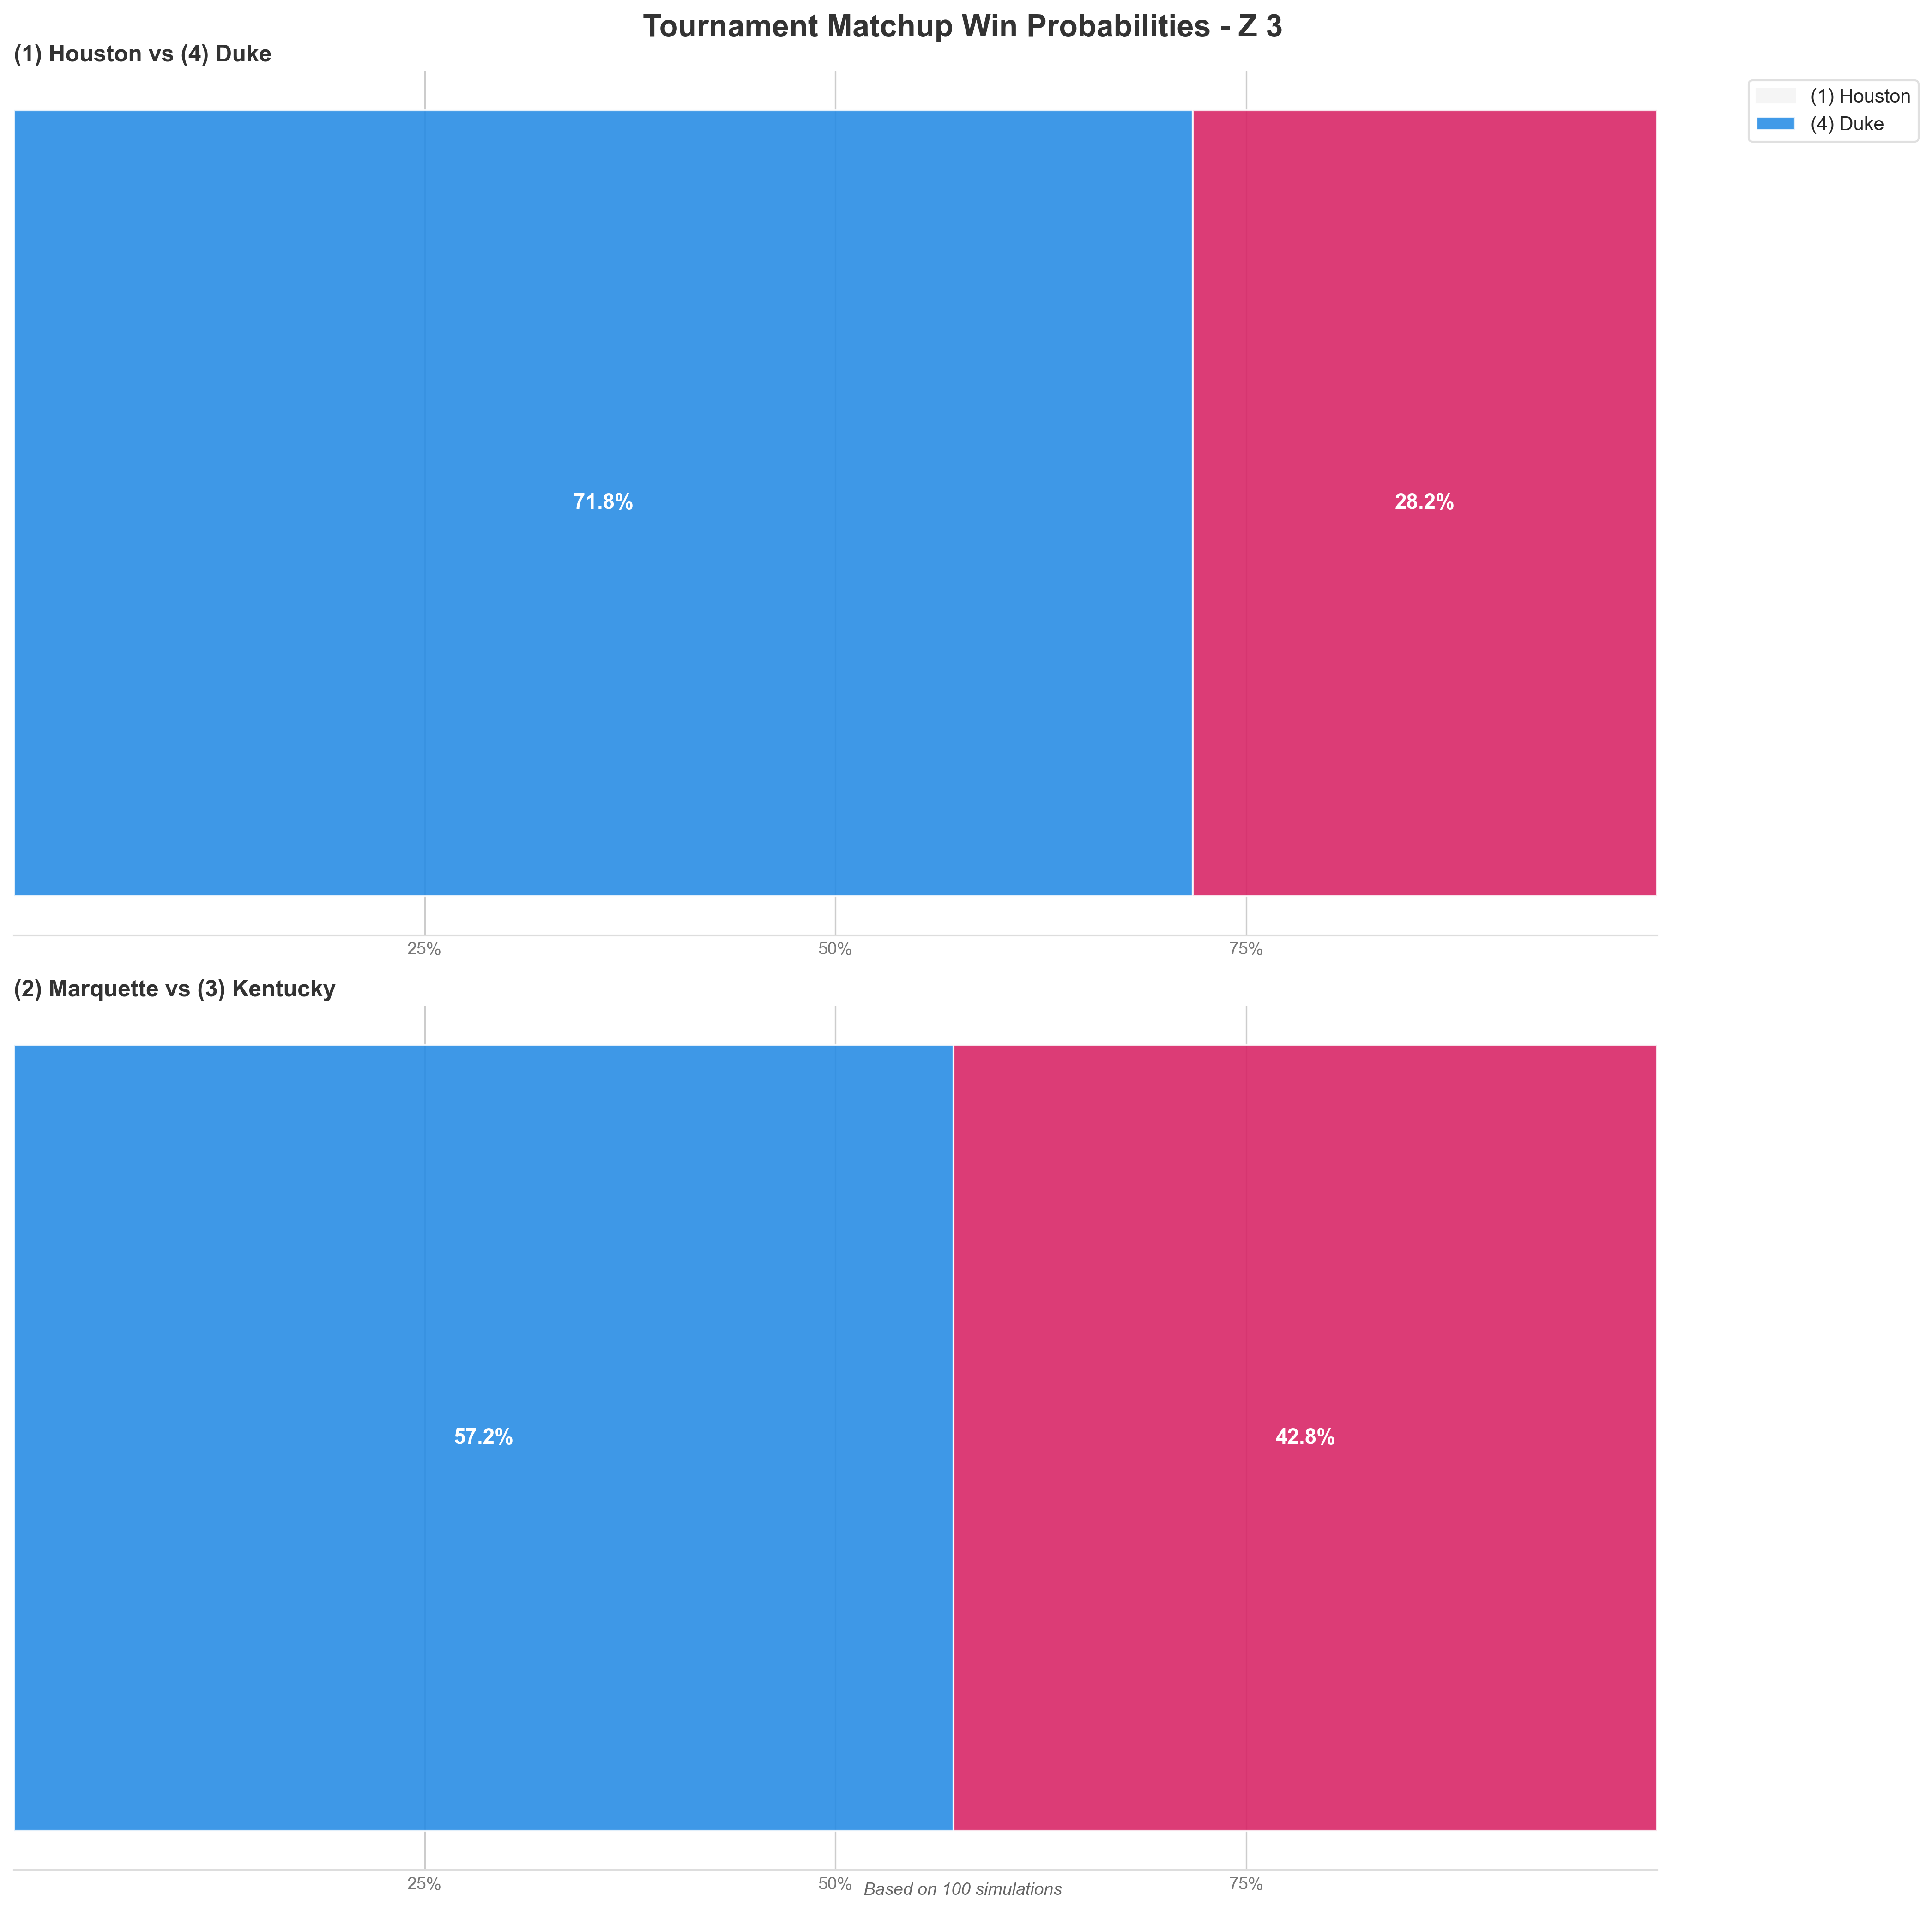 Tournament Matchup Win Probabilities - Z 3
(1) Houston vs (4) Duke
(1) Houston
(4) Duke
71.8%
28.2%
25%
50%
75%
(2) Marquette vs (3) Kentucky
57.2%
42.8%
25%
50%
75%
Based on 100 simulations